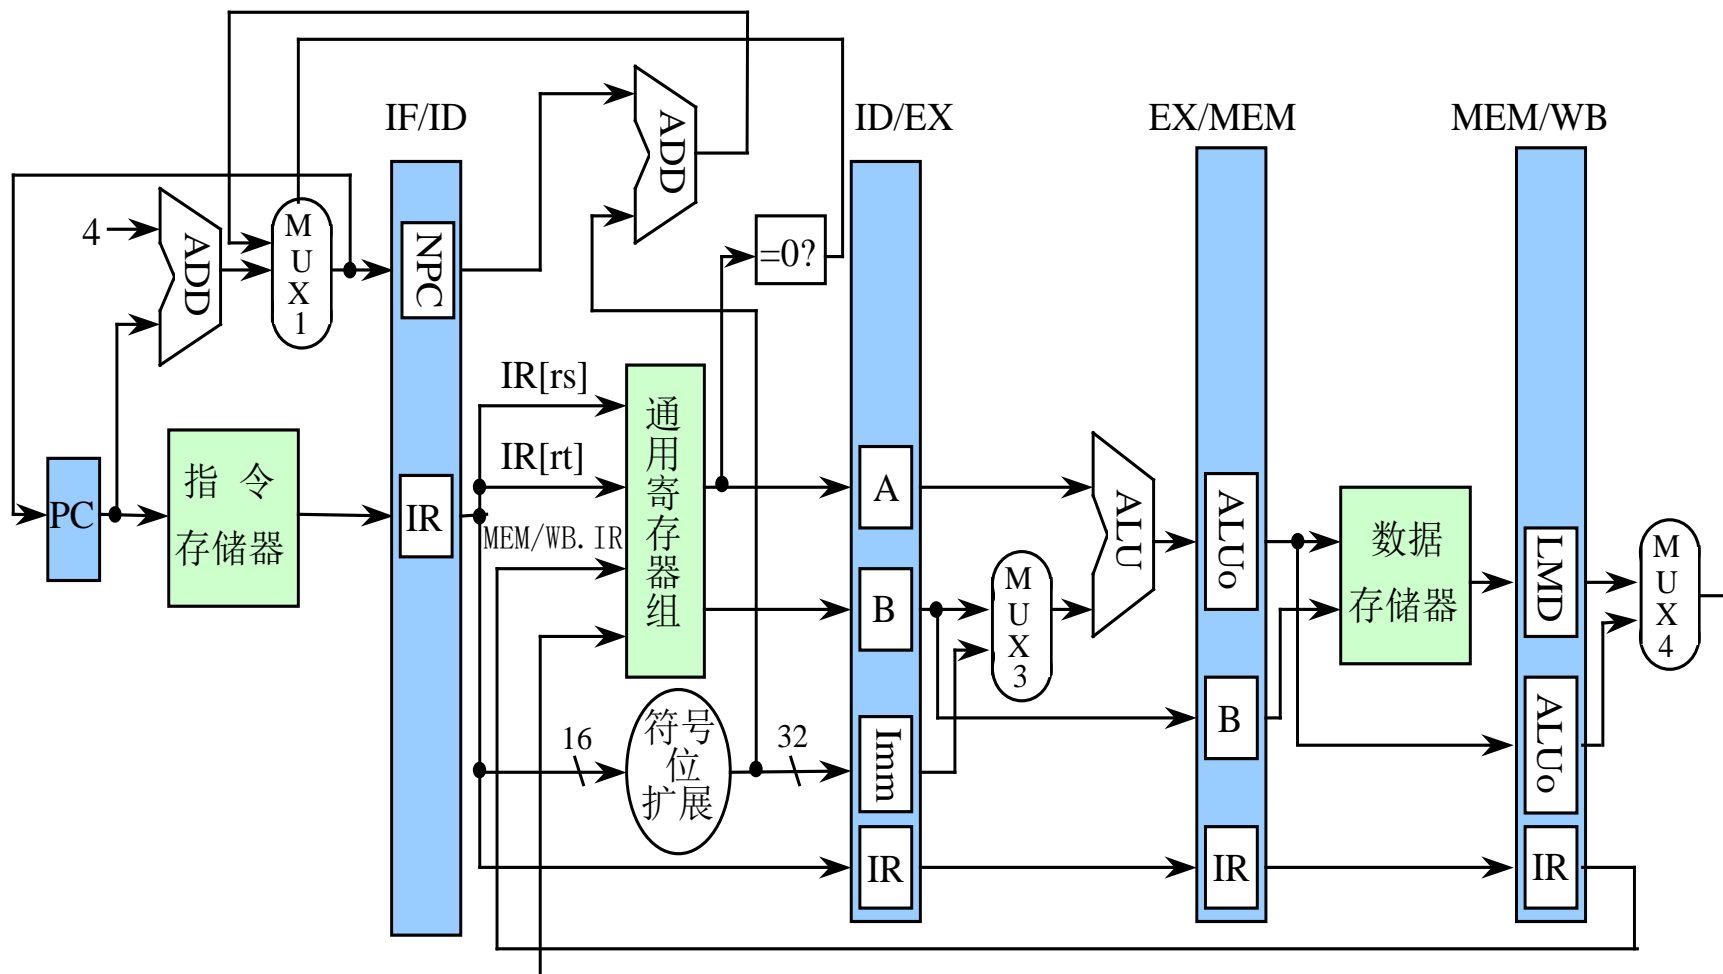 IF/ID
ID/EX
EX/MEM
MEM/WB
4
ADD
MUX1
NPC
ADD
=0?
PC
指 令
存储器
IR
IR[rs]
IR[rt]
MEM/WB.IR
通用寄存器组
16
符号
位
扩展
32
A
B
Imm
IR
MUX3
ALU
ALUo
B
IR
数据
存储器
LMD
ALUo
IR
MUX4